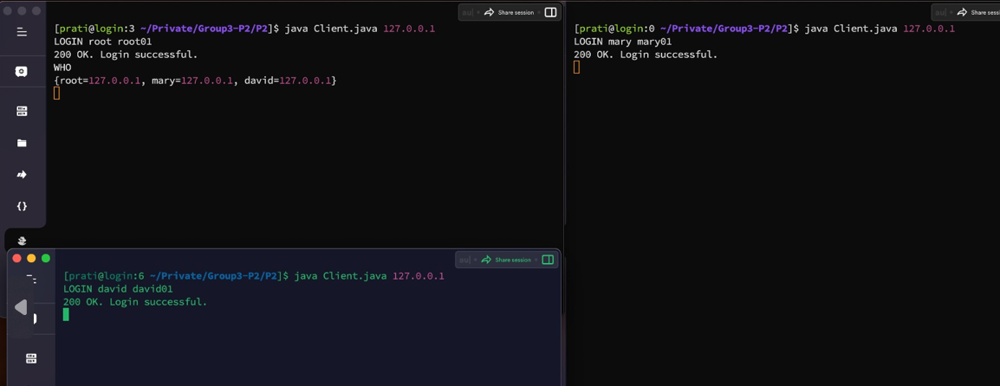 Share session
[prati@login:3 ~/Private/Group3-P2/P2]$ java Client.java 127.0.0.1
LOGIN root root01
200 OK. Login successful.
WHO
{root=127.0.0.1, mary=127.0.0.1, david=127.0.0.1}
Share sessi
[prati@login:0 ~/Private/Group3-P2/P2]$ java Client.java 127.0.0.1
LOGIN mary mary01
200 OK. Login successful.
Share session
[prati@login:6 ~/Private/Group3-P2/P2]$ java Client.java 127.0.0.1
LOGIN david david01
200 OK. Login successful.